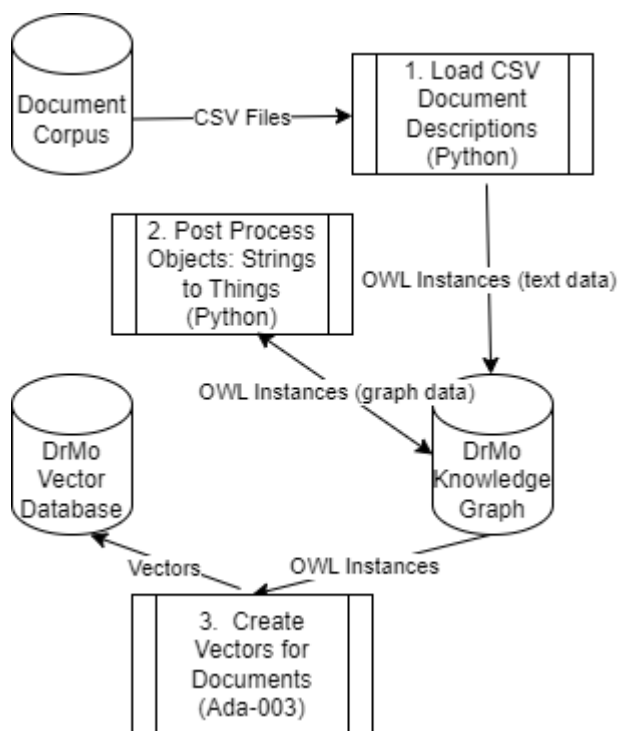 Document
Corpus
CSV Files
1. Load CSV
Document
Descriptions
(Python)
2. Post Process
Objects: Strings
to Things
(Python)
OWL Instances (text data)
OWL Instances (graph data)
DrMo
Vector
Database
DrMo
Knowledge
Graph
Vectors
OWL Instances
3. Create
Vectors for
Documents
(Ada-003)